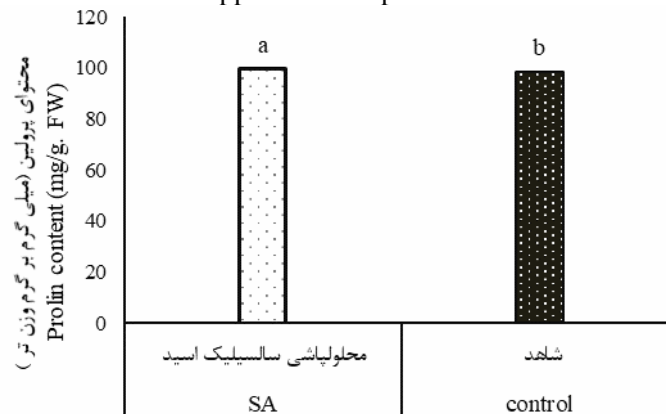 120
100
80
60
40
20
0
محتوای پرولین (میلی گرم بر گرم وزن تر )
Prolin content (mg/g. FW)
a
b
محلولپاشی سالسیلیک اسید
شاهد
SA
control